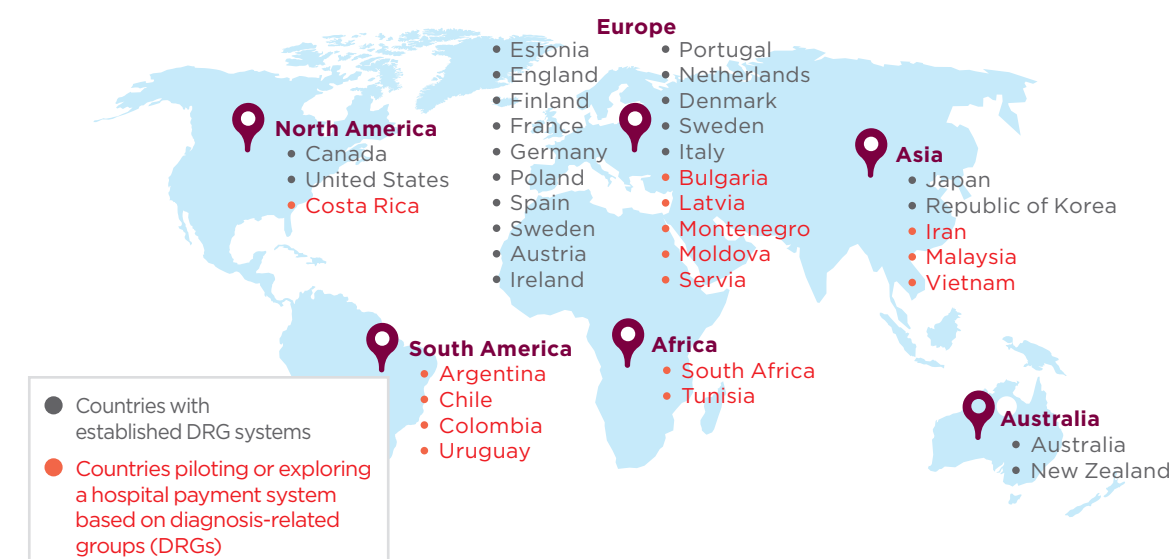 Europe
• Estonia
• England
• Finland
• France
• Germany
• Poland
• Spain
• Sweden
• Austria
• Ireland
• Portugal
• Netherlands
• Denmark
• Sweden
• Italy
• Bulgaria
• Latvia
• Montenegro
• Moldova
• Servia
North America
• Canada
• United States
• Costa Rica
Asia
• Japan
• Republic of Korea
• Iran
• Malaysia
• Vietnam
South America
• Argentina
• Chile
• Colombia
• Uruguay
Africa
• South Africa
• Tunisia
Australia
• Australia
• New Zealand
Countries with
established DRG systems
Countries piloting or exploring
a hospital payment system
based on diagnosis-related
groups (DRGs)